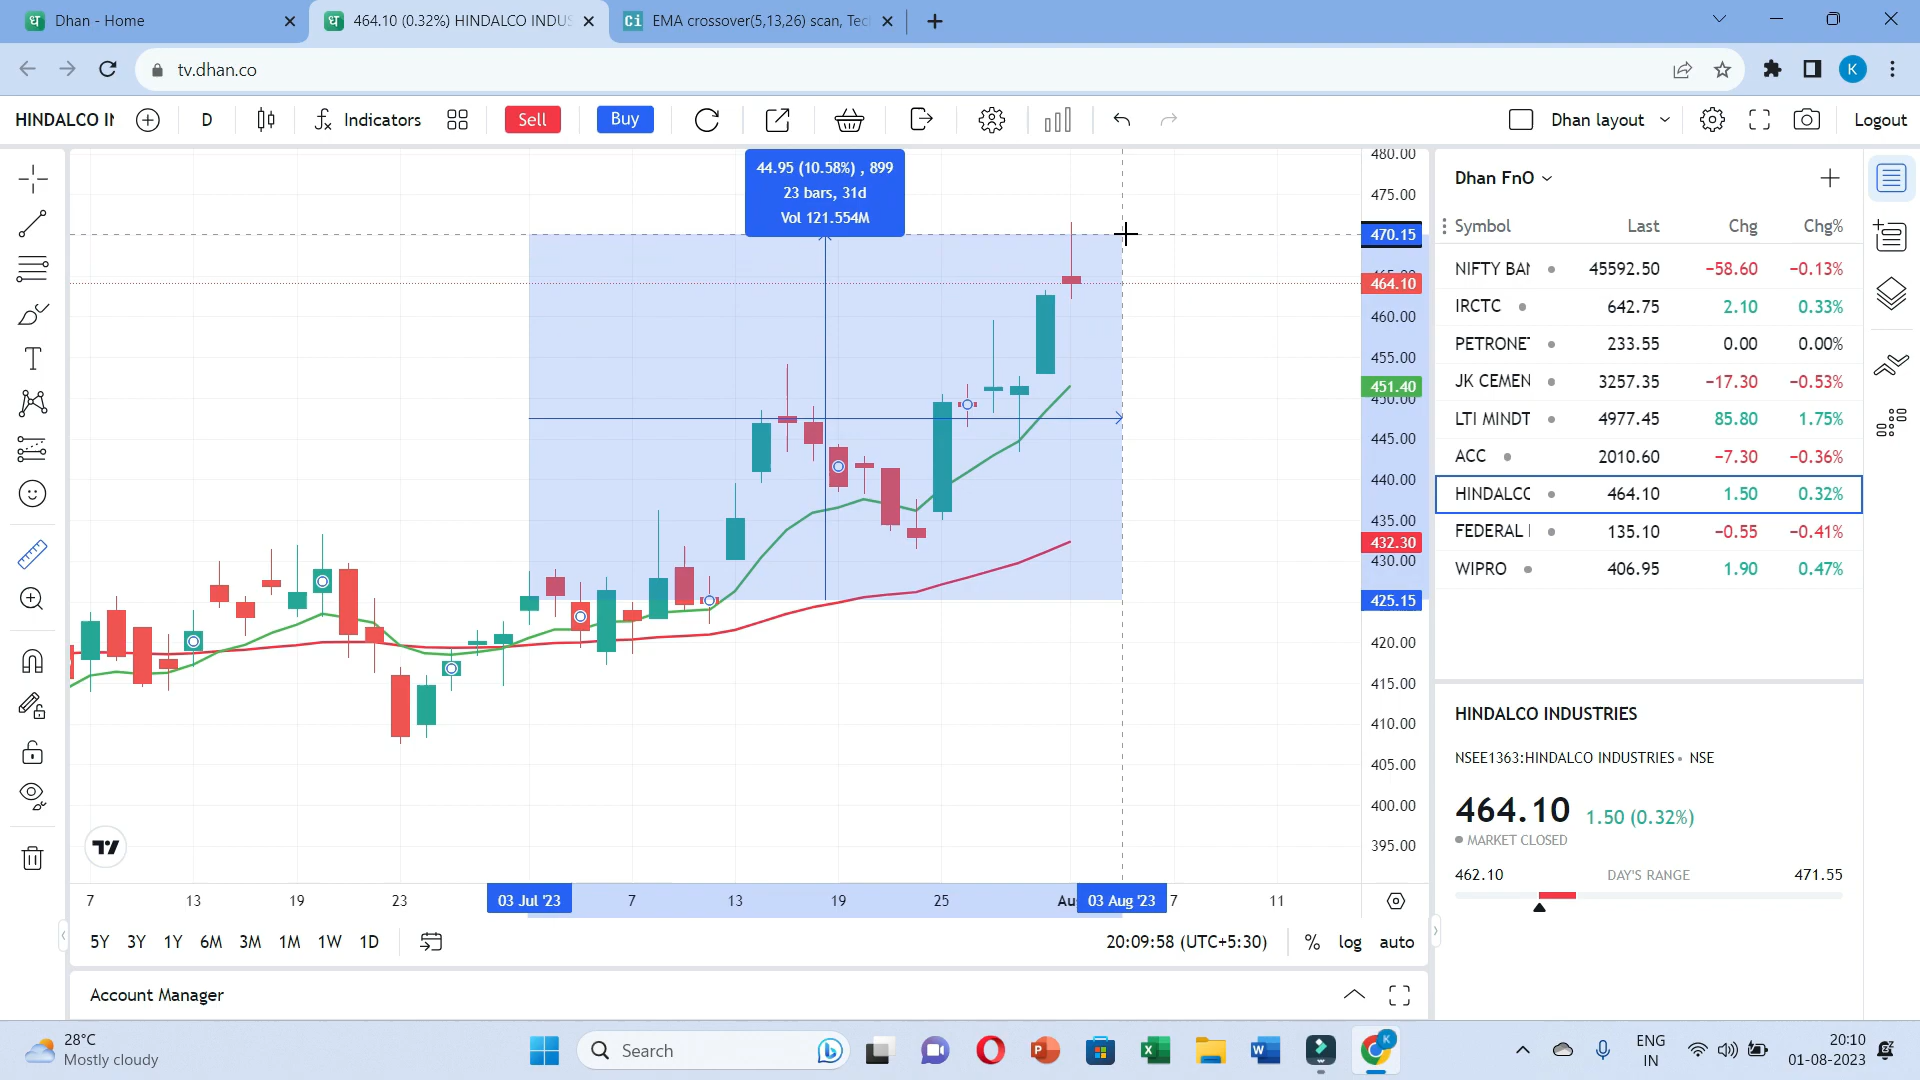 Dhan - Home
464.10 (0.32%) HINDALCO INDUS
Ci EMA crossover(5,13,26) scan, Tec
tv.dhan.co
K
HINDALCO IN
D
Indicators
Sell
Buy
Dhan layout
Logout
44.95 (10.58%) , 899
23 bars, 31d
Vol 121.554M
480.00
475.00
470.15
464.10
460.00
455.00
451.40
450.00
445.00
440.00
435.00
432.30
430.00
425.15
420.00
415.00
410.00
405.00
400.00
395.00
7
13
19
23
03 Jul '23
7
13
19
25
Au
03 Aug '23
7
11
5Y 3Y 1Y 6M 3M 1M 1W 1D
20:09:58 (UTC+5:30)
% log auto
Account Manager
Dhan FnO
Symbol Last Chg Chg%
NIFTY BAN 45592.50 −58.60 −0.13%
IRCTC 642.75 2.10 0.33%
PETRONET 233.55 0.00 0.00%
JK CEMEN 3257.35 −17.30 −0.53%
LTI MINDT 4977.45 85.80 1.75%
ACC 2010.60 −7.30 −0.36%
HINDALCO 464.10 1.50 0.32%
FEDERAL 135.10 −0.55 −0.41%
WIPRO 406.95 1.90 0.47%
HINDALCO INDUSTRIES
NSEE1363:HINDALCO INDUSTRIES • NSE
464.10 1.50 (0.32%)
MARKET CLOSED
462.10 DAY'S RANGE 471.55
28°C
Mostly cloudy
Search
ENG
IN
20:10
01-08-2023